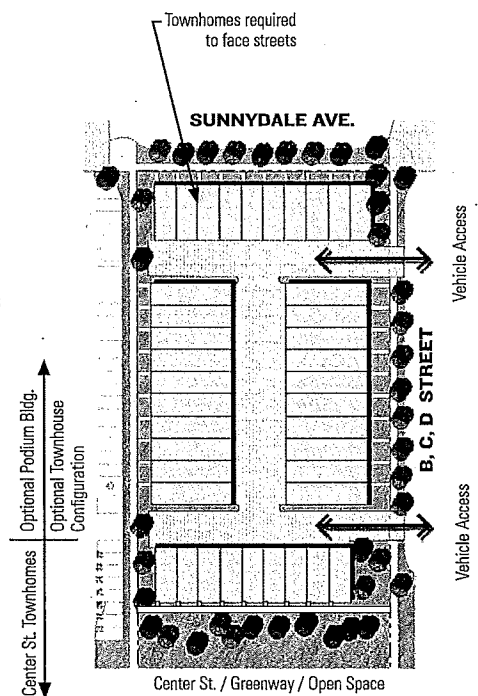 Townhomes required
to face streets
SUNNYDALE AVE.
Vehicle Access
B, C, D STREET
Optional Podium Bldg.
Optional Townhouse
Configuration
Vehicle Access
Center St. Townhomes
Center St. / Greenway / Open Space